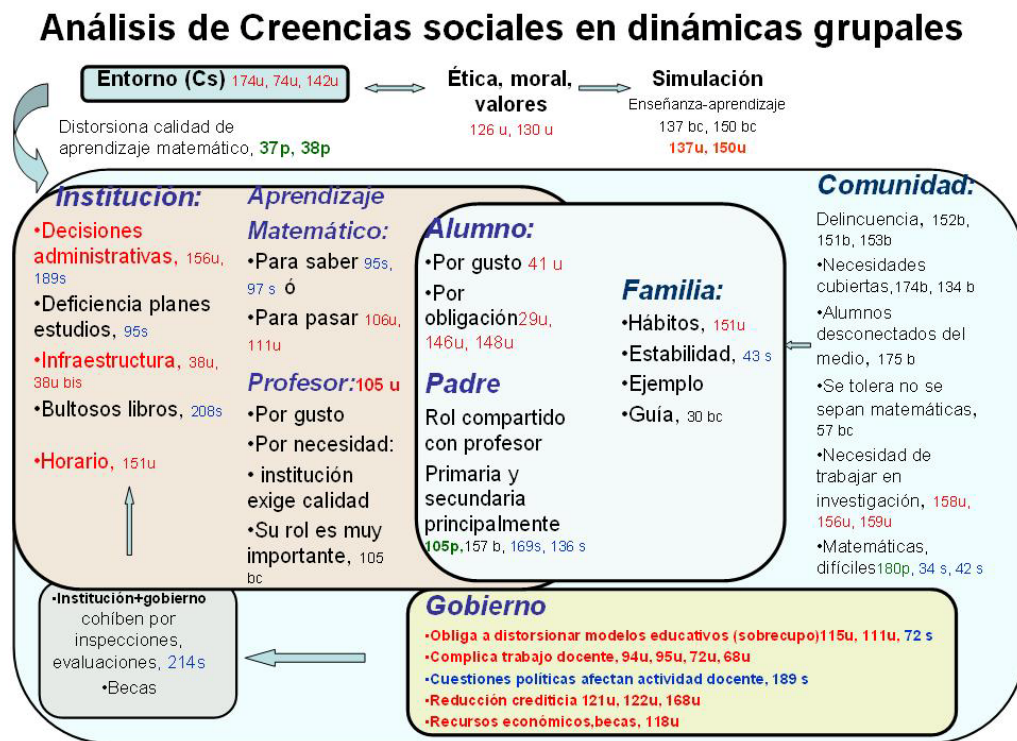 Análisis de Creencias sociales en dinámicas grupales
Entorno (Cs) 174u, 74u, 142u
Ética, moral,
valores
126 u, 130 u
Simulación
Enseñanza-aprendizaje
137 bc, 150 bc
137u, 150u
Distorsiona calidad de
aprendizaje matemático, 37p, 38p
Institución:
•Decisiones
administrativas, 156u,
189s
•Deficiencia planes
estudios, 95s
•Infraestructura, 38u,
38u bis
•Bultosos libros, 208s
•Horario, 151u
Aprendizaje
Matemático:
•Para saber 95s,
97 s ó
•Para pasar 106u,
111u
Profesor:105 u
•Por gusto
•Por necesidad:
• institución
exige calidad
•Su rol es muy
importante, 105
bc
Alumno:
•Por gusto 41 u
•Por
obligación29u,
146u, 148u
Padre
Rol compartido
con profesor
Primaria y
secundaria
principalmente
105p,157 b, 169s, 136 s
Familia:
•Hábitos, 151u
•Estabilidad, 43 s
•Ejemplo
•Guía, 30 bc
Comunidad:
Delincuencia, 152b,
151b, 153b
•Necesidades
cubiertas,174b, 134 b
•Alumnos
desconectados del
medio, 175 b
•Se tolera no se
sepan matemáticas,
57 bc
•Necesidad de
trabajar en
investigación, 158u,
156u, 159u
•Matemáticas,
difíciles180p, 34 s, 42 s
•Institución+gobierno
cohíben por
inspecciones,
evaluaciones, 214s
•Becas
Gobierno
•Obliga a distorsionar modelos educativos (sobrecupo)115u, 111u, 72 s
•Complica trabajo docente, 94u, 95u, 72u, 68u
•Cuestiones políticas afectan actividad docente, 189 s
•Reducción crediticia 121u, 122u, 168u
•Recursos económicos,becas, 118u